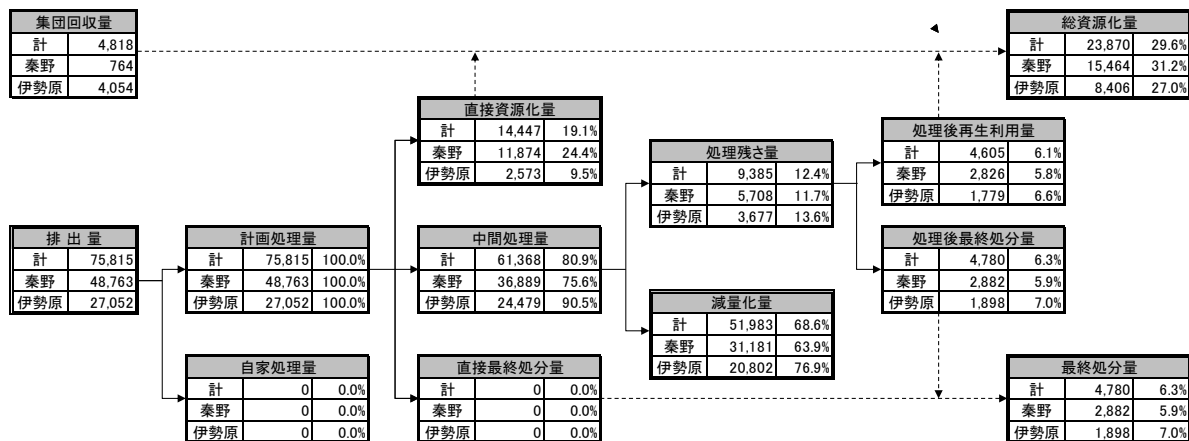 集団回収量
計 4,818
秦野 764
伊勢原 4,054
総資源化量
計 23,870 29.6%
秦野 15,464 31.2%
伊勢原 8,406 27.0%
直接資源化量
計 14,447 19.1%
秦野 11,874 24.4%
伊勢原 2,573 9.5%
処理残さ量
計 9,385 12.4%
秦野 5,708 11.7%
伊勢原 3,677 13.6%
処理後再生利用量
計 4,605 6.1%
秦野 2,826 5.8%
伊勢原 1,779 6.6%
排 出 量
計 75,815
秦野 48,763
伊勢原 27,052
計画処理量
計 75,815 100.0%
秦野 48,763 100.0%
伊勢原 27,052 100.0%
中間処理量
計 61,368 80.9%
秦野 36,889 75.6%
伊勢原 24,479 90.5%
処理後最終処分量
計 4,780 6.3%
秦野 2,882 5.9%
伊勢原 1,898 7.0%
減量化量
計 51,983 68.6%
秦野 31,181 63.9%
伊勢原 20,802 76.9%
自家処理量
計 0 0.0%
秦野 0 0.0%
伊勢原 0 0.0%
直接最終処分量
計 0 0.0%
秦野 0 0.0%
伊勢原 0 0.0%
最終処分量
計 4,780 6.3%
秦野 2,882 5.9%
伊勢原 1,898 7.0%